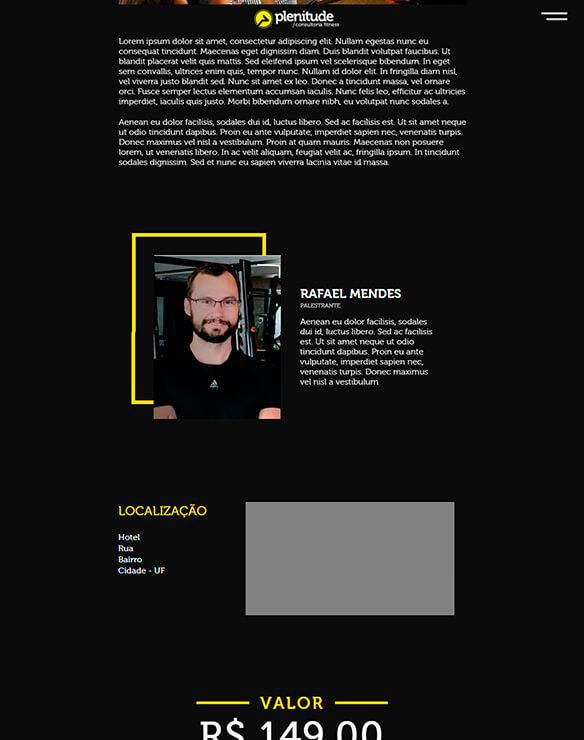 plenitude
/consultoria fitness
Lorem ipsum dolor sit amet, consectetur adipiscing elit. Nullam egestas nunc eu
consequat tincidunt. Maecenas eget dignissim diam. Duis blandit volutpat faucibus. Ut
blandit placerat velit quis mattis. Sed eleifend ipsum vel scelerisque bibendum. In eget
sem convallis, ultrices enim quis, tempor nunc. Nullam id dolor elit. In fringilla diam nisl,
vel viverra justo blandit sed. Nunc sit amet ex leo. Donec a tincidunt massa, vel ornare
orci. Fusce semper lectus elementum accumsan iaculis. Nunc felis leo, efficitur ac ultricies
imperdiet, iaculis quis justo. Morbi bibendum ornare nibh, eu volutpat nunc sodales a.
Aenean eu dolor facilisis, sodales dui id, luctus libero. Sed ac facilisis est. Ut sit amet neque
ut odio tincidunt dapibus. Proin eu ante vulputate, imperdiet sapien nec, venenatis turpis.
Donec maximus vel nisl a vestibulum. Proin at quam mauris. Maecenas non posuere
lorem, ut venenatis libero. In ac velit aliquam, feugiat velit ac, fringilla ipsum. In tincidunt
sodales dignissim. Sed et nunc eu sapien viverra lacinia vitae id massa.
RAFAEL MENDES
PALESTRANTE
Aenean eu dolor facilisis, sodales
dui id, luctus libero. Sed ac facilisis
est. Ut sit amet neque ut odio
tincidunt dapibus. Proin eu ante
vulputate, imperdiet sapien nec,
venenatis turpis. Donec maximus
vel nisl a vestibulum
LOCALIZAÇÃO
Hotel
Rua
Bairro
Cidade - UF
VALOR
R$ 149,00